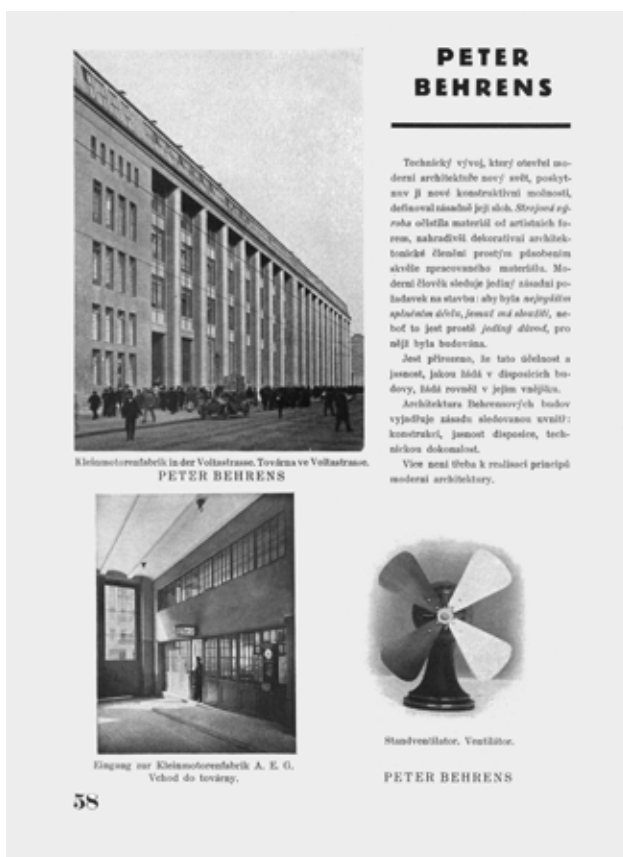 PETER
BEHRENS
Technický vývoj, který otevřel mo-
derní architektuře nový svět, poskyt-
nuv jí nové konstruktivní možnosti,
definoval zásadně její sloh. Strojová vý-
roba očistila materiál od artistních fo-
rem, nahradivši dekorativní architek-
tonické členění prostým působením
skvěle zpracovaného materiálu. Mo-
derní člověk sleduje jediný zásadní po-
žadavek na stavbu: aby byla nejvyšším
splněním účelu, jemuž má sloužiti, ne-
boť to jest prostě jediný důvod, pro
nějž byla budována.
Jest přirozeno, že tato účelnost a
jasnost, jakou žádá v disposicích bu-
dovy, žádá rovněž v jejím vnějšku.
Architektura Behrensových budov
vyjadřuje zásadu sledovanou uvnitř:
konstrukci, jasnost disposice, tech-
nickou dokonalost.
Více není třeba k realisaci principů
moderní architektury.
Kleinmotorenfabrik in der Voltastrasse. Továrna ve Voltastrasse.
PETER BEHRENS
Eingang zur Kleinmotorenfabrik A. E. G.
Vchod do továrny.
Standventilator. Ventilátor.
PETER BEHRENS
58